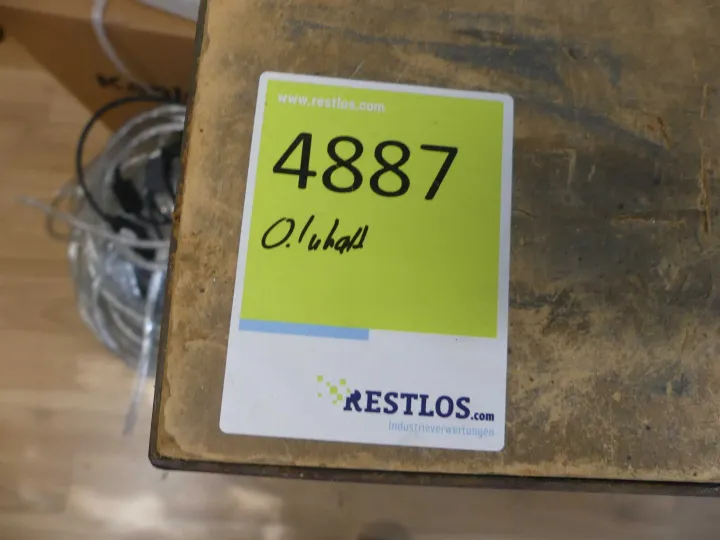 www.restlos.com
4887
O. Inhalt
RESTLOS.com
Industrieverwertungen